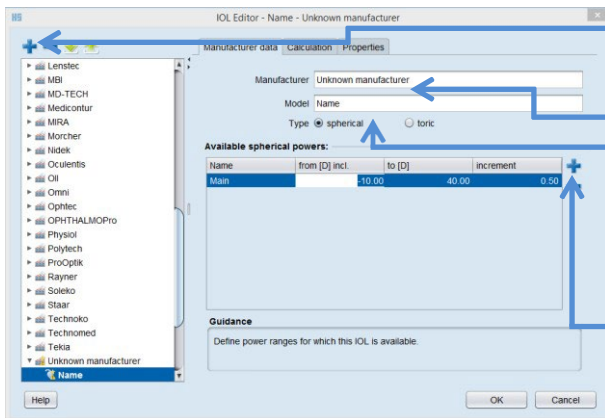 IOL Editor - Name - Unknown manufacturer
Manufacturer data Calculation Properties
Lenstec
MBI
MD-TECH
Medicontur
MIRA
Morcher
Nidek
Oculentis
OII
Omni
Ophtec
OPHTHALMOPro
Physiol
Polytech
ProOptik
Rayner
Soleko
Staar
Technoko
Technomed
Tekia
Unknown manufacturer
Name
Manufacturer Unknown manufacturer
Model Name
Type spherical toric
Available spherical powers:
Name from [D] incl. to [D] increment
Main -10.00 40.00 0.50
Guidance
Define power ranges for which this IOL is available.
Help OK Cancel